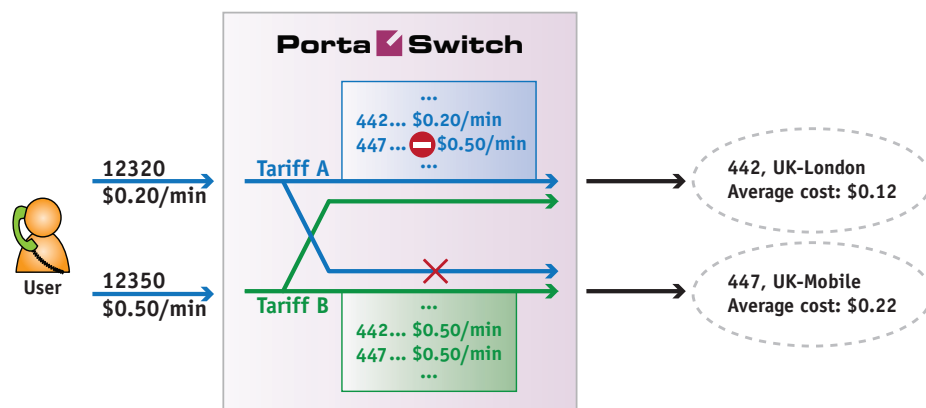 Porta Switch
...
442... $0.20/min
447... $0.50/min
...
12320
$0.20/min
Tariff A
442, UK-London
Average cost: $0.12
User
12350
$0.50/min
Tariff B
447, UK-Mobile
Average cost: $0.22
...
442... $0.50/min
447... $0.50/min
...